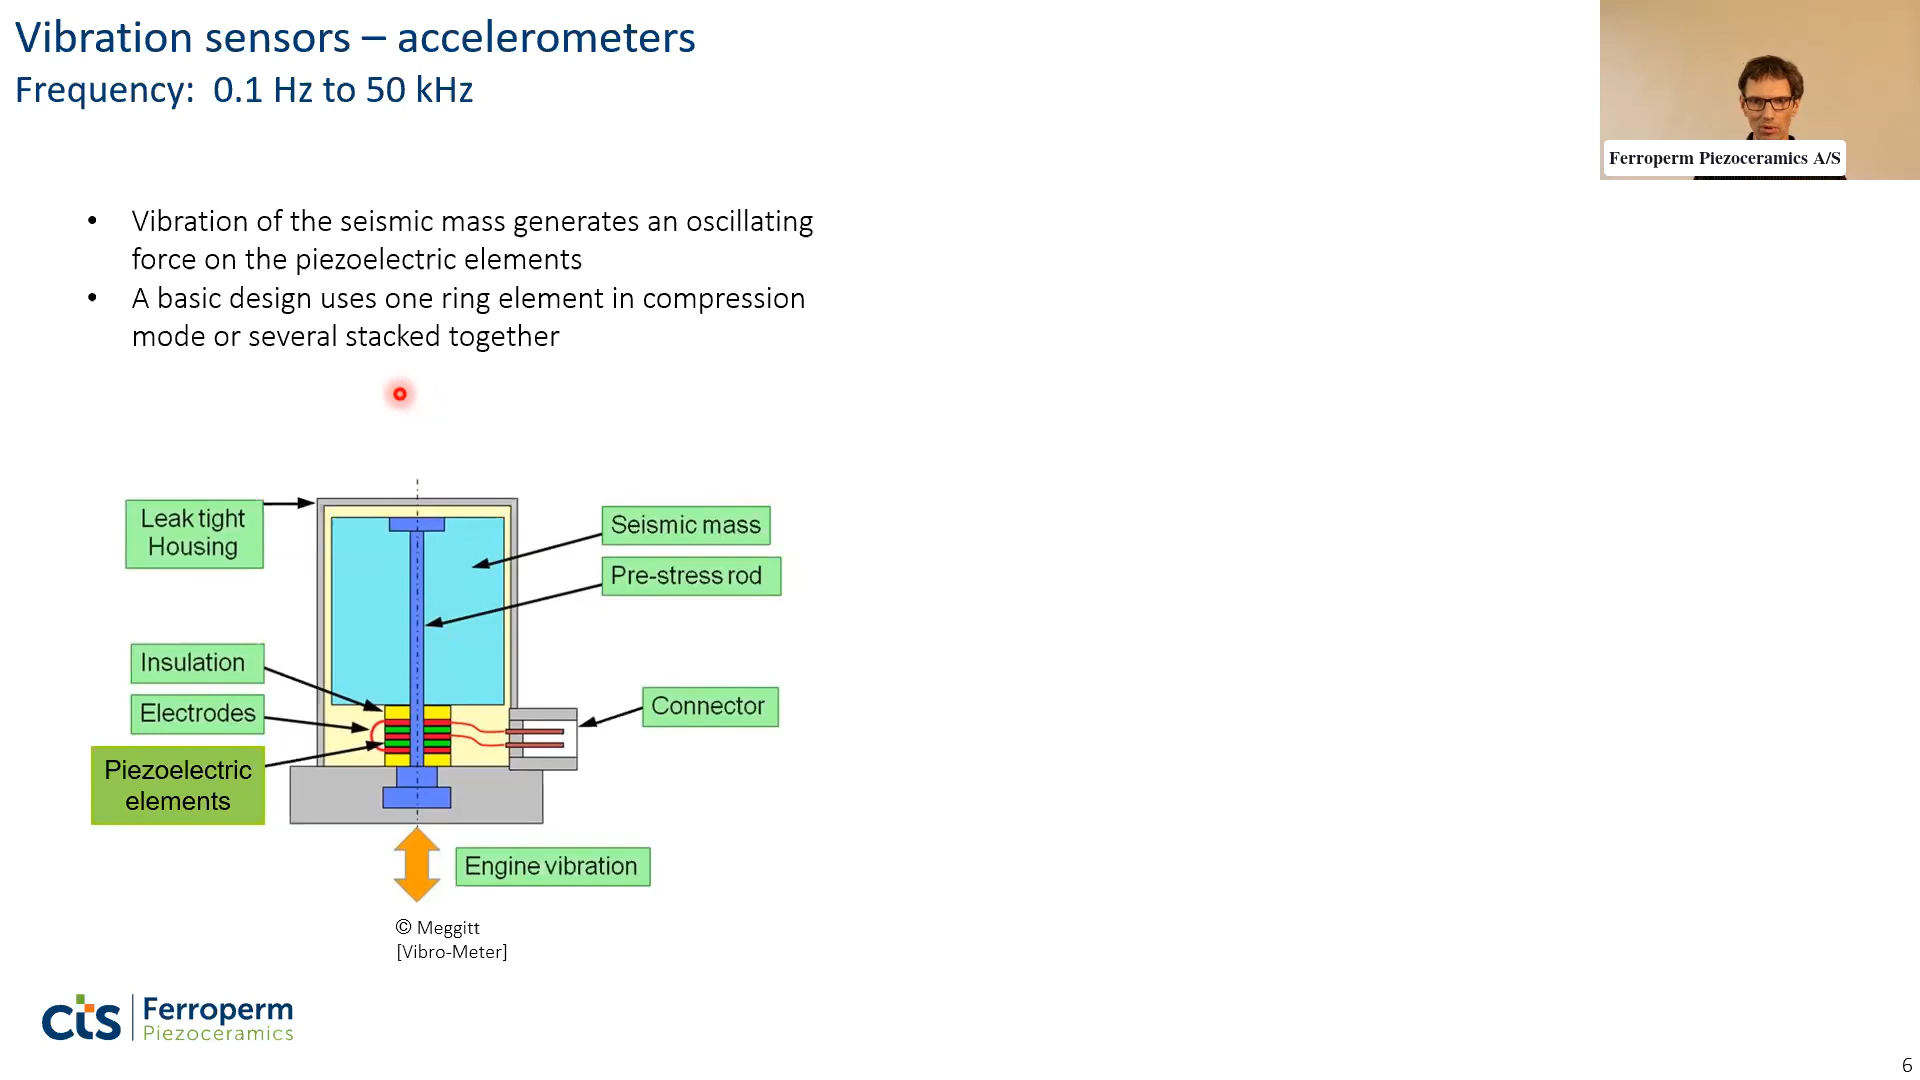 Vibration sensors – accelerometers
Frequency: 0.1 Hz to 50 kHz
Ferroperm Piezoceramics A/S
• Vibration of the seismic mass generates an oscillating
force on the piezoelectric elements
• A basic design uses one ring element in compression
mode or several stacked together
Leak tight
Housing
Seismic mass
Pre-stress rod
Insulation
Electrodes
Connector
Piezoelectric
elements
Engine vibration
© Meggitt
[Vibro-Meter]
cts Ferroperm
Piezoceramics
6